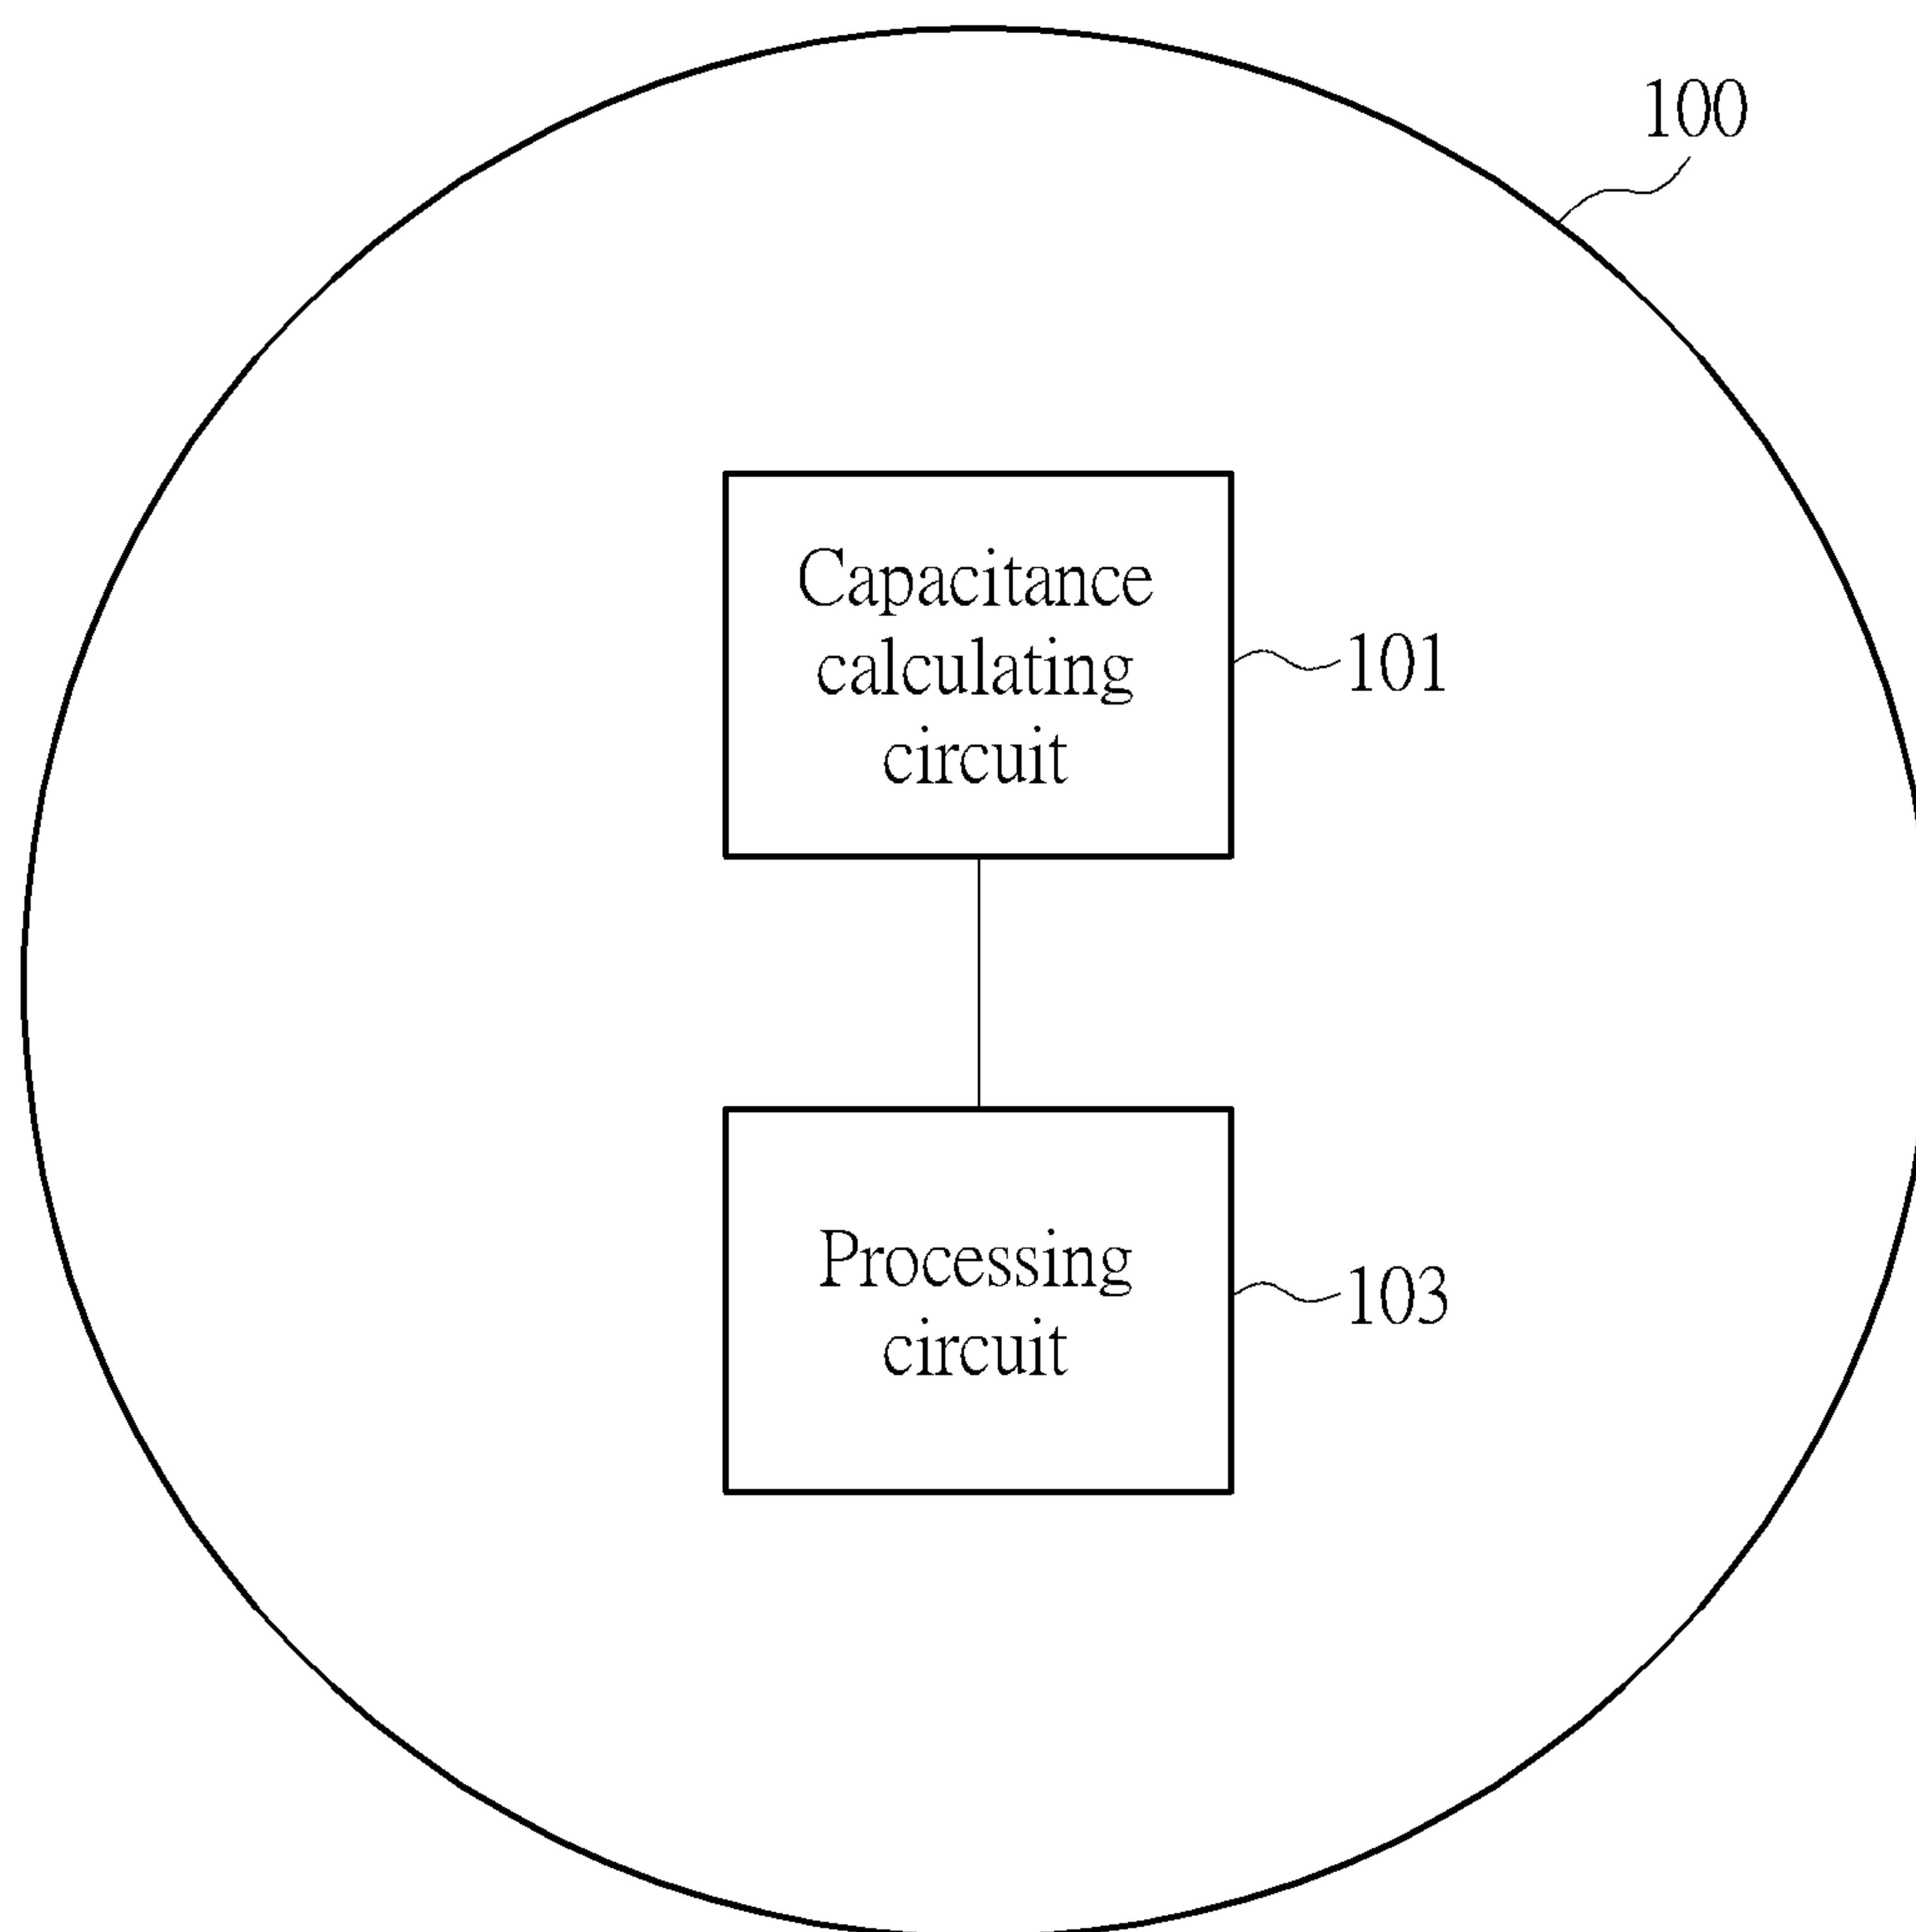 100
Capacitance
calculating
circuit
101
Processing
circuit
103